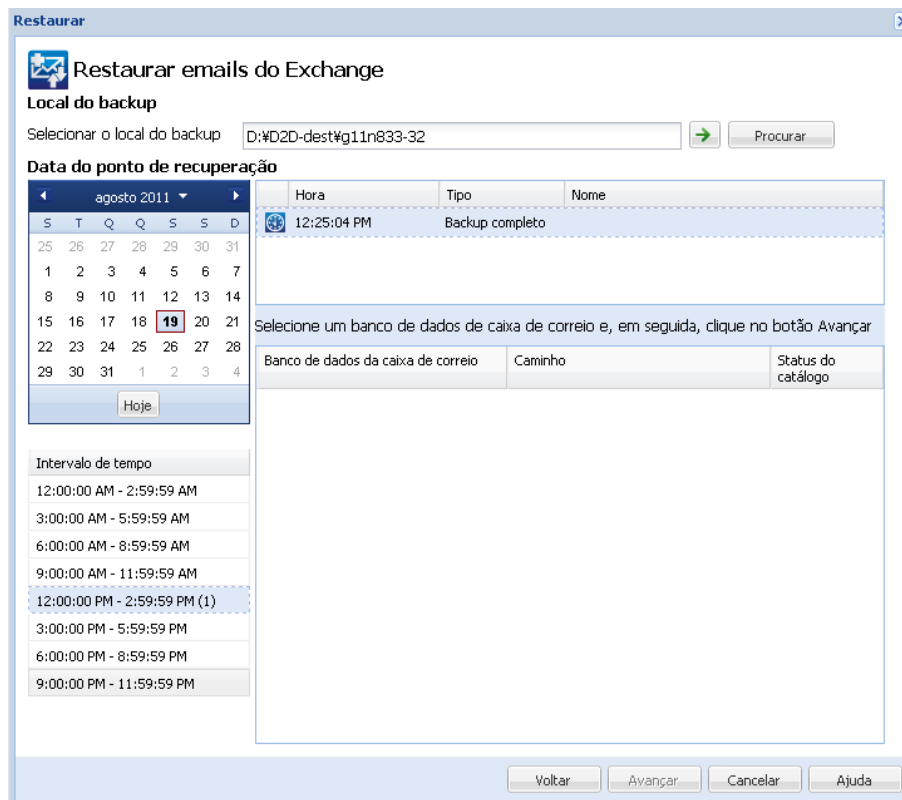 Restaurar
Restaurar emails do Exchange
Local do backup
Selecionar o local do backup D:¥D2D-dest¥g11n833-32 Procurar
Data do ponto de recuperação
agosto 2011
S T Q Q S S D
25 26 27 28 29 30 31
1 2 3 4 5 6 7
8 9 10 11 12 13 14
15 16 17 18 19 20 21
22 23 24 25 26 27 28
29 30 31 1 2 3 4
Hoje
Hora Tipo Nome
12:25:04 PM Backup completo
Selecione um banco de dados de caixa de correio e, em seguida, clique no botão Avançar
Banco de dados da caixa de correio Caminho Status do catálogo
Intervalo de tempo
12:00:00 AM - 2:59:59 AM
3:00:00 AM - 5:59:59 AM
6:00:00 AM - 8:59:59 AM
9:00:00 AM - 11:59:59 AM
12:00:00 PM - 2:59:59 PM (1)
3:00:00 PM - 5:59:59 PM
6:00:00 PM - 8:59:59 PM
9:00:00 PM - 11:59:59 PM
Voltar Avançar Cancelar Ajuda